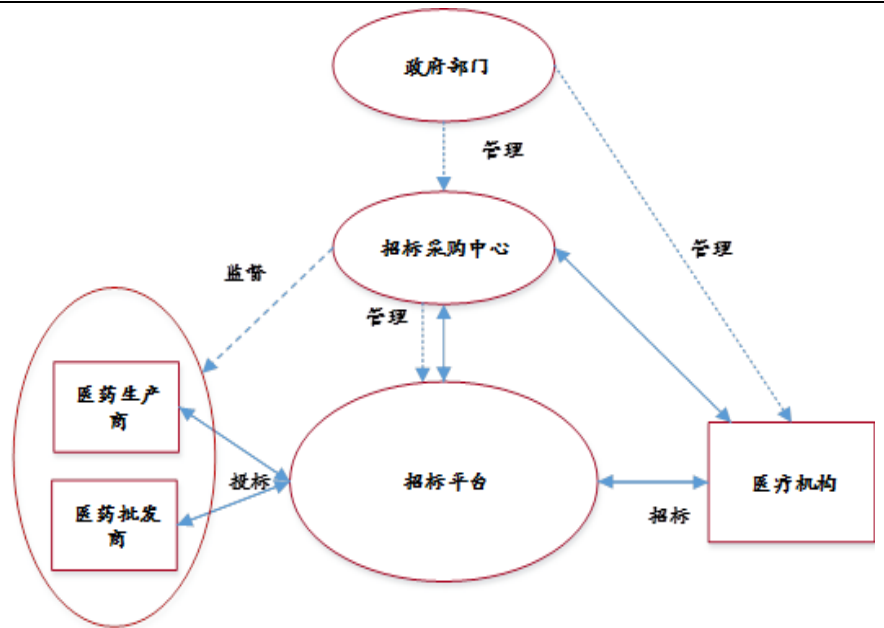 政府部门
管理
招标采购中心
管理
监督
管理
医药生产
商
投标
招标平台
医疗机构
医药批发
商
招标